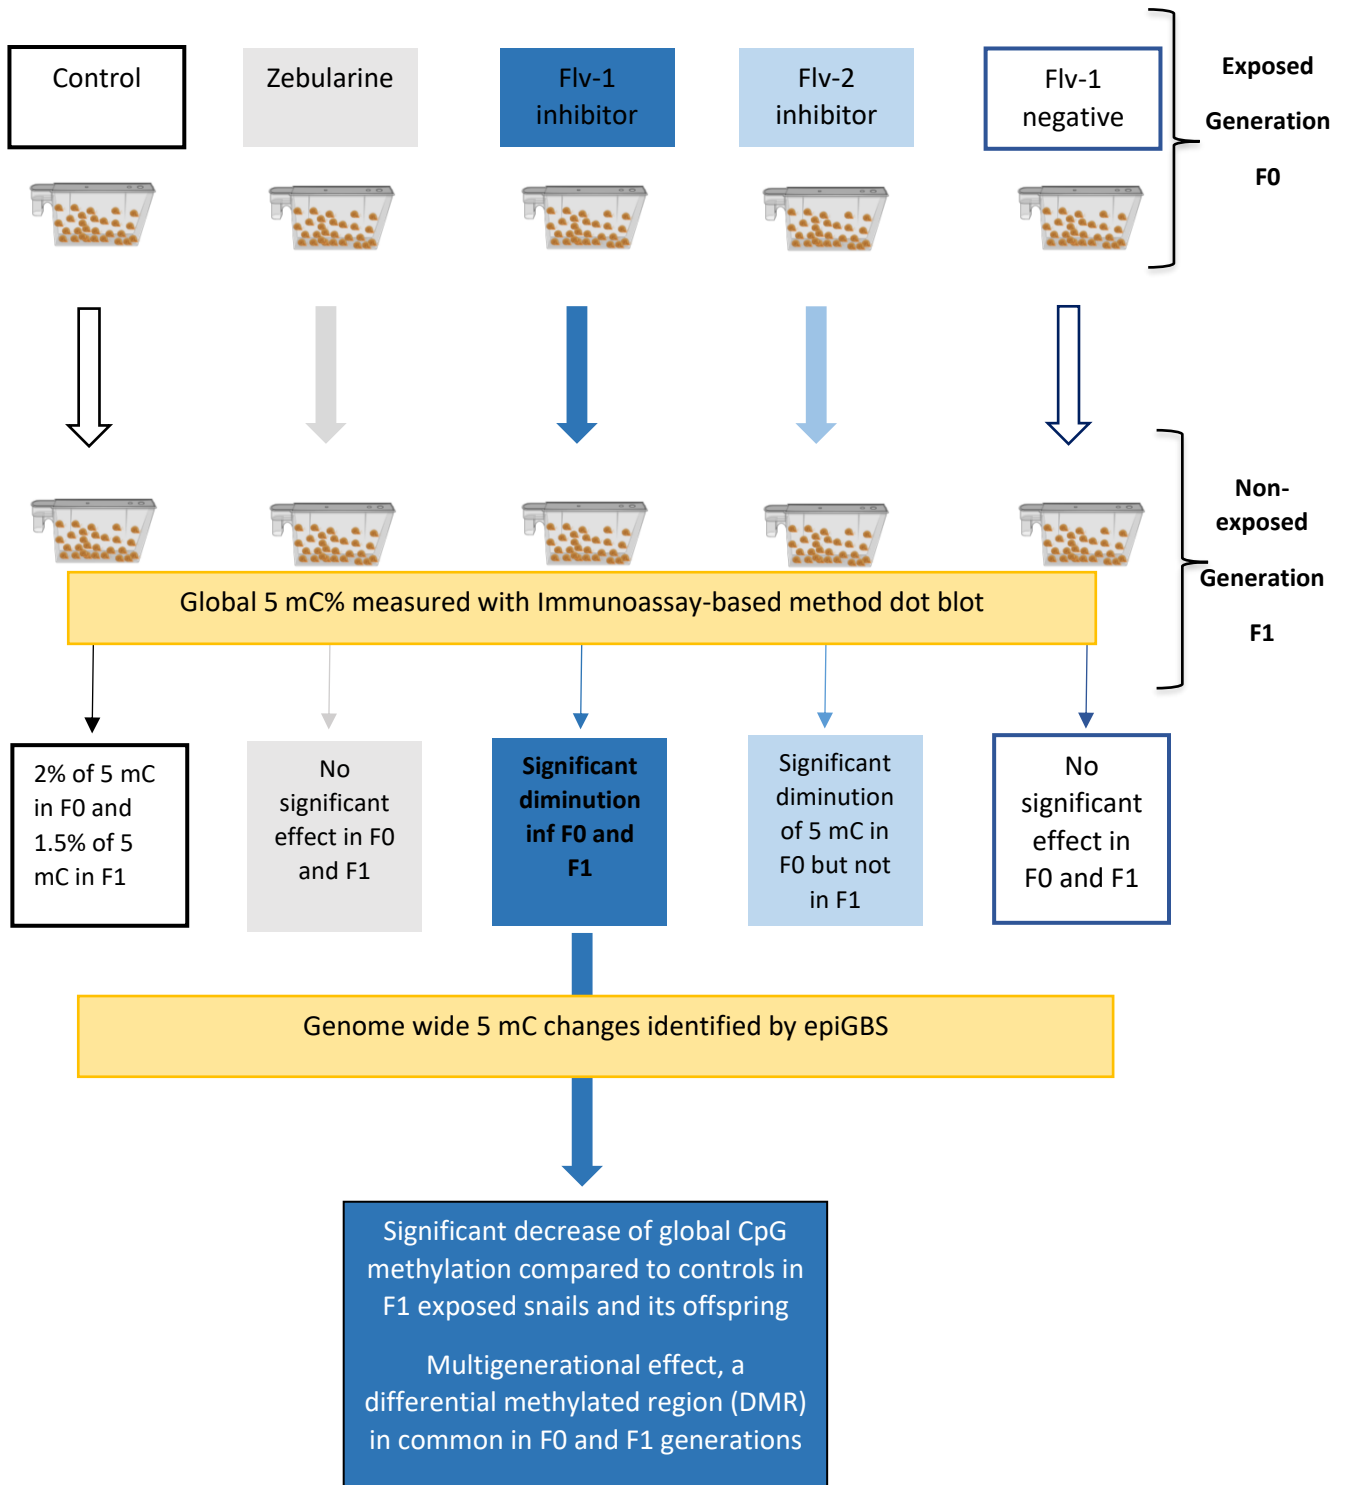 Control
Zebularine
Flv-1
inhibitor
Flv-2
inhibitor
Flv-1
negative
Exposed
Generation
F0
Non-
exposed
Generation
F1
Global 5 mC% measured with Immunoassay-based method dot blot
2% of 5 mC
in F0 and
1.5% of 5
mC in F1
No
significant
effect in F0
and F1
Significant
diminution
inf F0 and
F1
Significant
diminution
of 5 mC in
F0 but not
in F1
No
significant
effect in
F0 and F1
Genome wide 5 mC changes identified by epiGBS
Significant decrease of global CpG
methylation compared to controls in
F1 exposed snails and its offspring
Multigenerational effect, a
differential methylated region (DMR)
in common in F0 and F1 generations